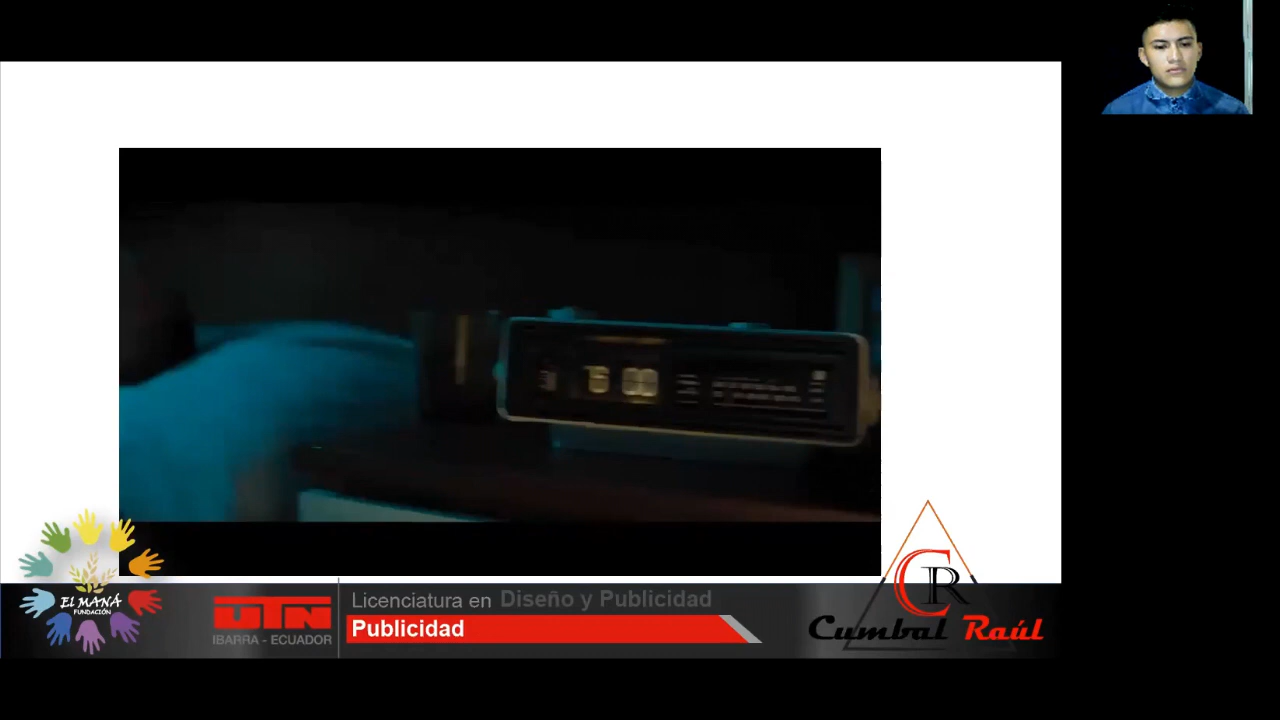 EL MANÁ
FUNDACIÓN
UTN
IBARRA - ECUADOR
Licenciatura en Diseño y Publicidad
Publicidad
CR
Cumbal Raúl